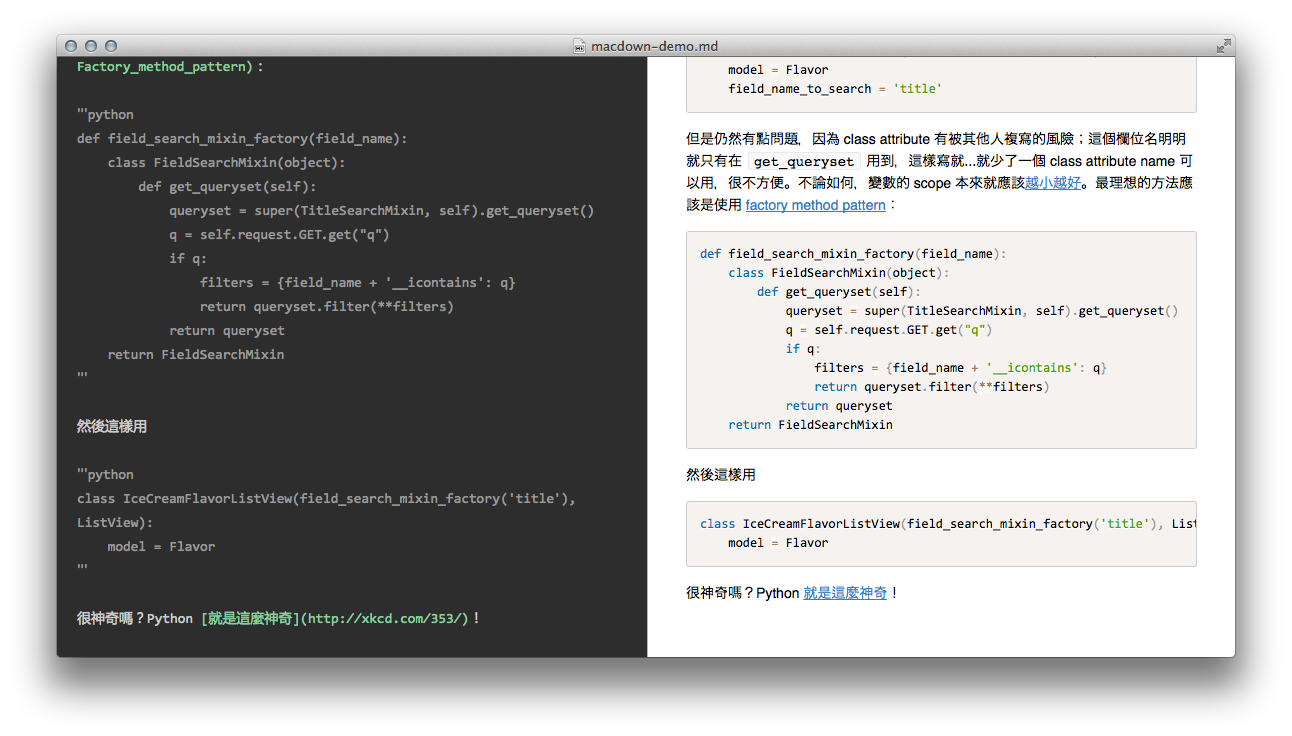 macdown-demo.md
Factory_method_pattern)：
```python
def field_search_mixin_factory(field_name):
    class FieldSearchMixin(object):
        def get_queryset(self):
            queryset = super(TitleSearchMixin, self).get_queryset()
            q = self.request.GET.get("q")
            if q:
                filters = {field_name + '__icontains': q}
                return queryset.filter(**filters)
            return queryset
    return FieldSearchMixin
```
然後這樣用
```python
class IceCreamFlavorListView(field_search_mixin_factory('title'),
ListView):
    model = Flavor
```
很神奇嗎？Python [就是這麼神奇](http://xkcd.com/353/)！
    model = Flavor
    field_name_to_search = 'title'
但是仍然有點問題，因為 class attribute 有被其他人複寫的風險；這個欄位名明明
就只有在 get_queryset 用到，這樣寫就...就少了一個 class attribute name 可
以用，很不方便。不論如何，變數的 scope 本來就應該越小越好。最理想的方法應
該是使用 factory method pattern：
def field_search_mixin_factory(field_name):
    class FieldSearchMixin(object):
        def get_queryset(self):
            queryset = super(TitleSearchMixin, self).get_queryset()
            q = self.request.GET.get("q")
            if q:
                filters = {field_name + '__icontains': q}
                return queryset.filter(**filters)
            return queryset
    return FieldSearchMixin
然後這樣用
class IceCreamFlavorListView(field_search_mixin_factory('title'), List
    model = Flavor
很神奇嗎？Python 就是這麼神奇！